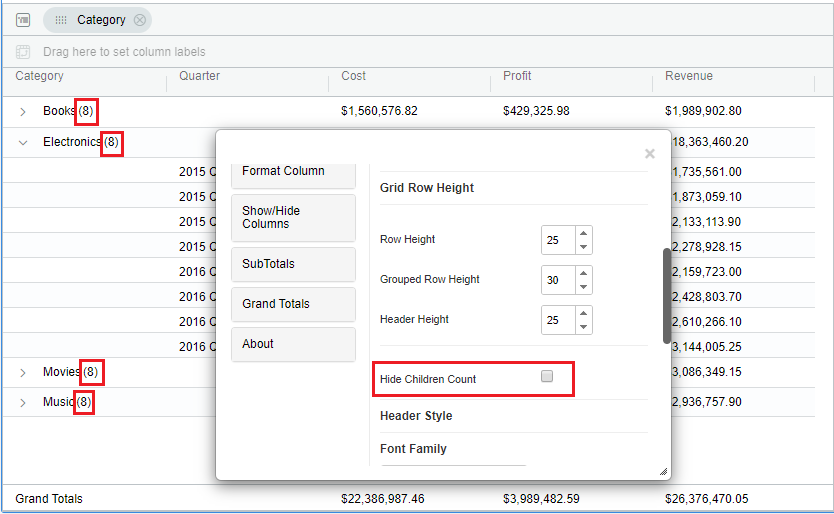 Category
Drag here to set column labels
Category Quarter Cost Profit Revenue
Books (8) $1,560,576.82 $429,325.98 $1,989,902.80
Electronics (8) 18,363,460.20
2015 Q 1,735,561.00
2015 Q 1,873,059.10
2015 Q 2,133,113.90
2015 Q 2,278,928.15
2016 Q 2,159,723.00
2016 Q 2,428,803.70
2016 Q 2,610,266.10
2016 Q 3,144,005.25
Movies (8) 3,086,349.15
Music (8) 2,936,757.90
Grand Totals $22,386,987.46 $3,989,482.59 $26,376,470.05
Format Column
Show/Hide
Columns
SubTotals
Grand Totals
About
Grid Row Height
Row Height 25
Grouped Row Height 30
Header Height 25
Hide Children Count
Header Style
Font Family